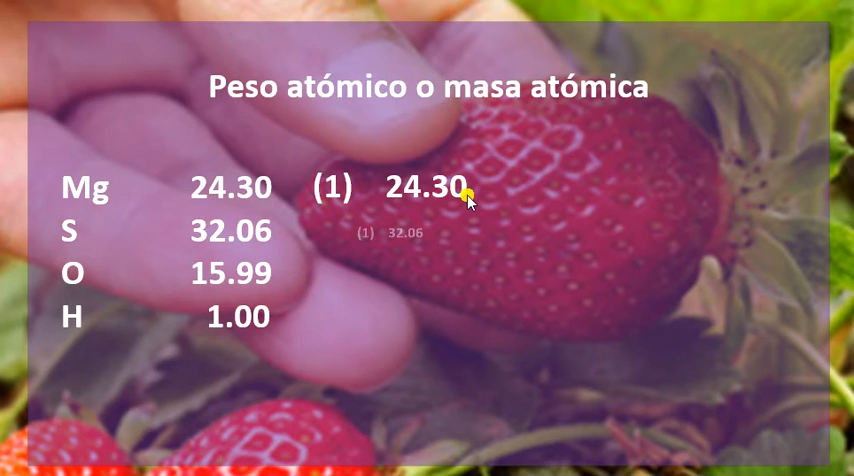 Peso atómico o masa atómica
Mg 24.30 (1) 24.30
S 32.06 (1) 32.06
O 15.99
H 1.00